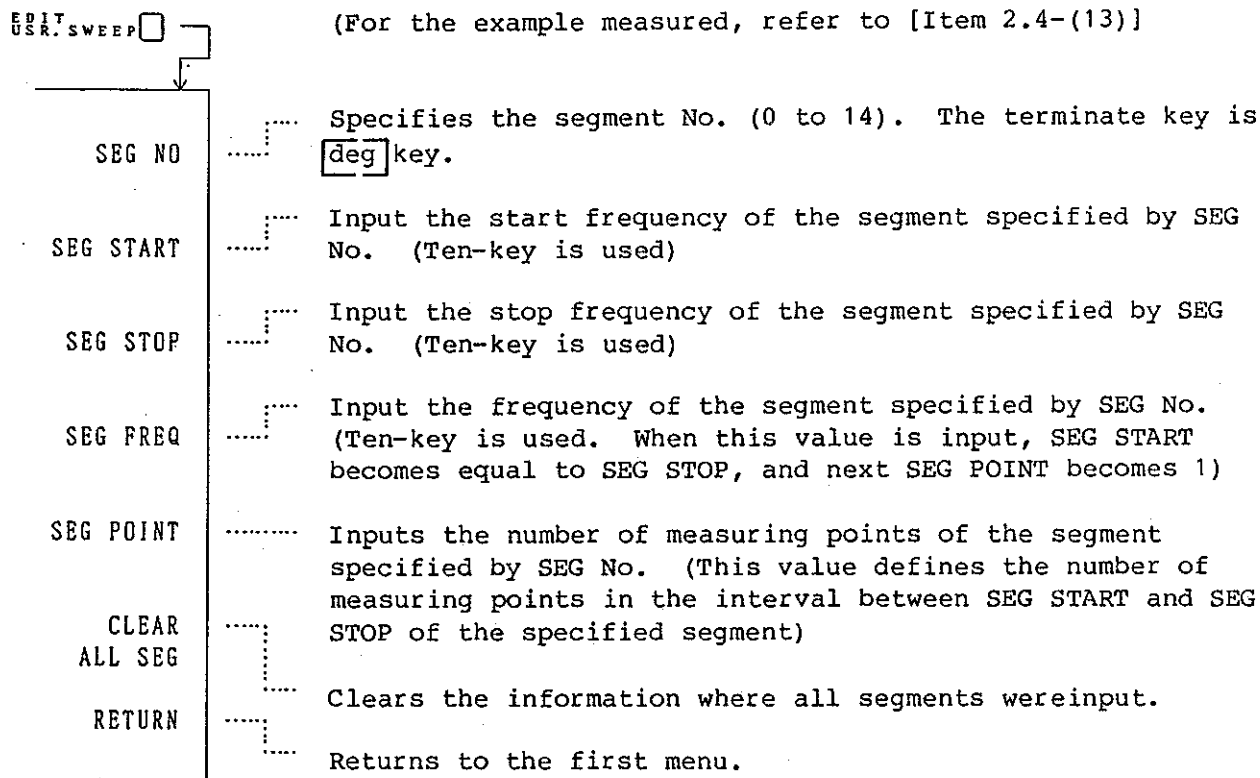 EDIT
USR. SWEEP
(For the example measured, refer to [Item 2.4-(13)]
SEG NO
Specifies the segment No. (0 to 14). The terminate key is
deg key.
SEG START
Input the start frequency of the segment specified by SEG
No. (Ten-key is used)
SEG STOP
Input the stop frequency of the segment specified by SEG
No. (Ten-key is used)
SEG FREQ
Input the frequency of the segment specified by SEG No.
(Ten-key is used. When this value is input, SEG START
becomes equal to SEG STOP, and next SEG POINT becomes 1)
SEG POINT
Inputs the number of measuring points of the segment
specified by SEG No. (This value defines the number of
measuring points in the interval between SEG START and SEG
STOP of the specified segment)
CLEAR
ALL SEG
Clears the information where all segments wereinput.
RETURN
Returns to the first menu.